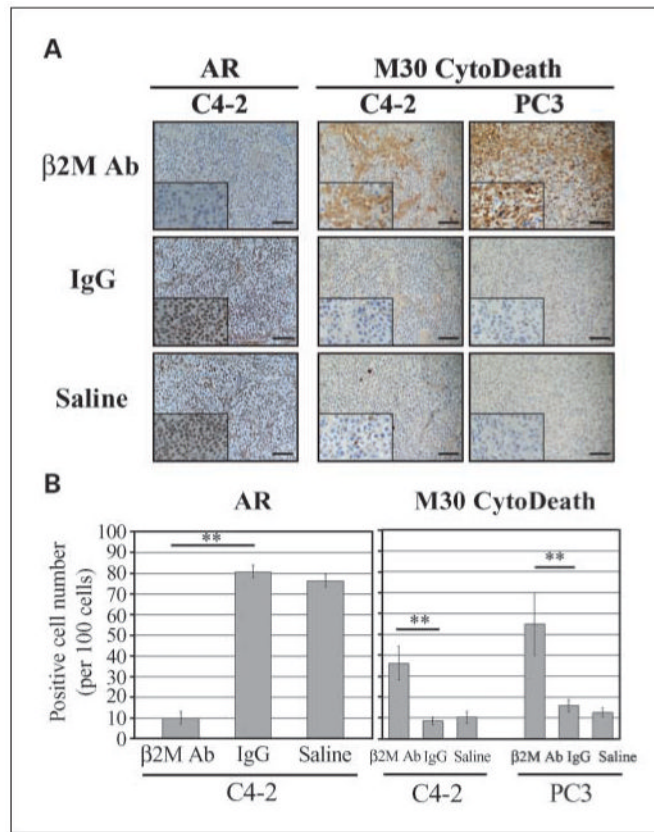 A
AR M30 CytoDeath
C4-2 C4-2 PC3
β2M Ab
IgG
Saline
B
AR M30 CytoDeath
Positive cell number
(per 100 cells)
100
90
80
70
60
50
40
30
20
10
0
**
**
**
β2M Ab IgG Saline β2M Ab IgG Saline β2M Ab IgG Saline
C4-2 C4-2 PC3